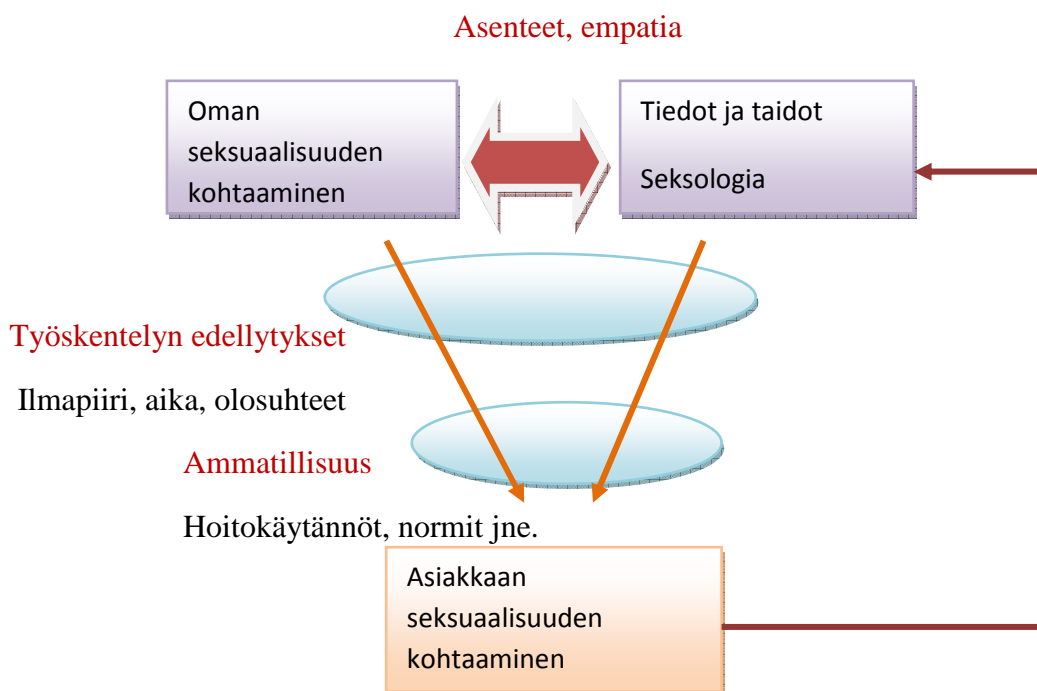 Asenteet, empatia
Oman
seksuaalisuuden
kohtaaminen
Tiedot ja taidot
Seksologia
Työskentelyn edellytykset
Ilmapiiri, aika, olosuhteet
Ammatillisuus
Hoitokäytännöt, normit jne.
Asiakkaan
seksuaalisuuden
kohtaaminen